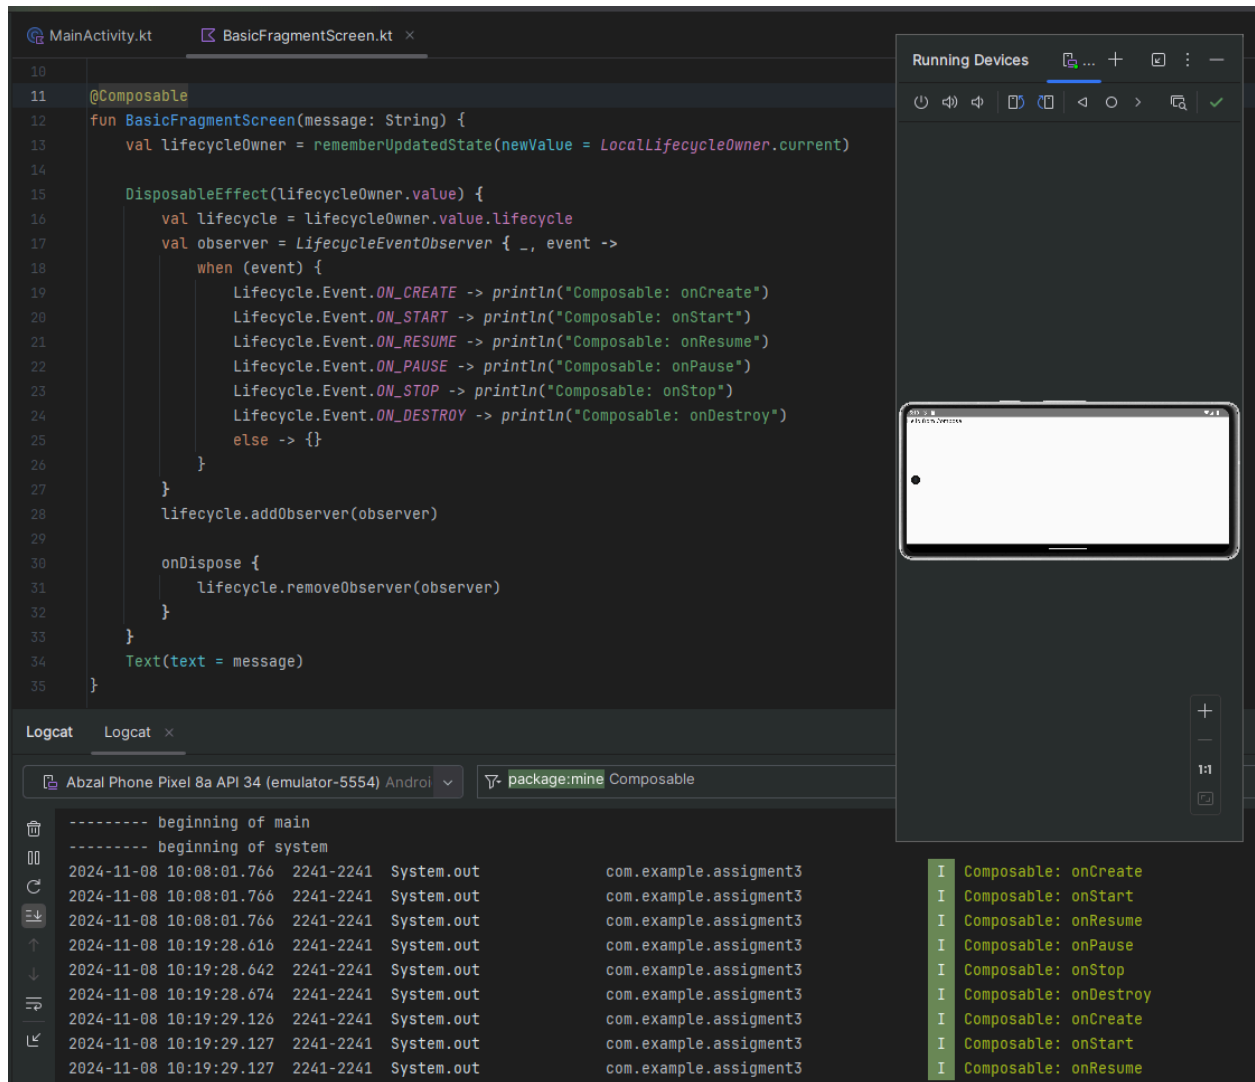 MainActivity.kt
BasicFragmentScreen.kt
10
11 @Composable
12 fun BasicFragmentScreen(message: String) {
13 val lifecycleOwner = rememberUpdatedState(newValue = LocalLifecycleOwner.current)
14
15 DisposableEffect(lifecycleOwner.value) {
16 val lifecycle = lifecycleOwner.value.lifecycle
17 val observer = LifecycleEventObserver { _, event ->
18 when (event) {
19 Lifecycle.Event.ON_CREATE -> println("Composable: onCreate")
20 Lifecycle.Event.ON_START -> println("Composable: onStart")
21 Lifecycle.Event.ON_RESUME -> println("Composable: onResume")
22 Lifecycle.Event.ON_PAUSE -> println("Composable: onPause")
23 Lifecycle.Event.ON_STOP -> println("Composable: onStop")
24 Lifecycle.Event.ON_DESTROY -> println("Composable: onDestroy")
25 else -> {}
26 }
27 }
28 lifecycle.addObserver(observer)
29
30 onDispose {
31 lifecycle.removeObserver(observer)
32 }
33 }
34 Text(text = message)
35 }
Running Devices ...
1:1
Logcat Logcat
Abzal Phone Pixel 8a API 34 (emulator-5554) Androi
package:mine Composable
--------- beginning of main
--------- beginning of system
2024-11-08 10:08:01.766 2241-2241 System.out com.example.assigment3 I Composable: onCreate
2024-11-08 10:08:01.766 2241-2241 System.out com.example.assigment3 I Composable: onStart
2024-11-08 10:08:01.766 2241-2241 System.out com.example.assigment3 I Composable: onResume
2024-11-08 10:19:28.616 2241-2241 System.out com.example.assigment3 I Composable: onPause
2024-11-08 10:19:28.642 2241-2241 System.out com.example.assigment3 I Composable: onStop
2024-11-08 10:19:28.674 2241-2241 System.out com.example.assigment3 I Composable: onDestroy
2024-11-08 10:19:29.126 2241-2241 System.out com.example.assigment3 I Composable: onCreate
2024-11-08 10:19:29.127 2241-2241 System.out com.example.assigment3 I Composable: onStart
2024-11-08 10:19:29.127 2241-2241 System.out com.example.assigment3 I Composable: onResume